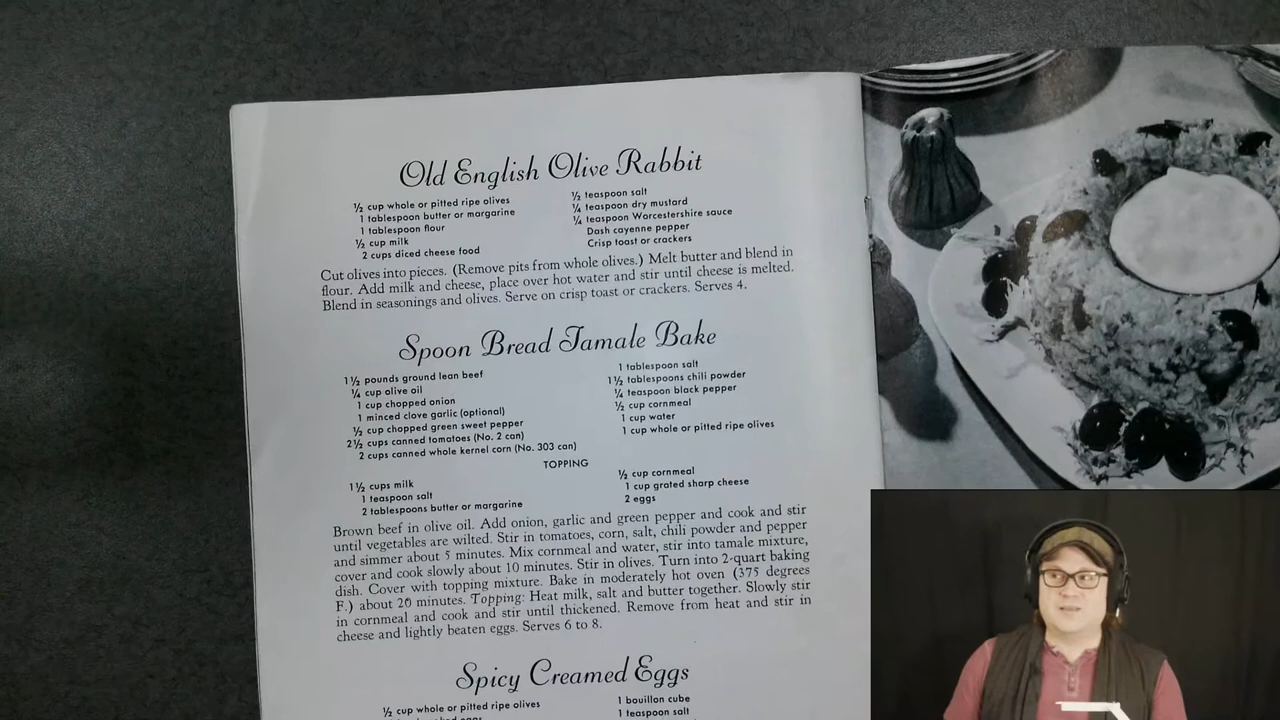 Old English Olive Rabbit
½ cup whole or pitted ripe olives
1 tablespoon butter or margarine
1 tablespoon flour
½ cup milk
2 cups diced cheese food
½ teaspoon salt
¼ teaspoon dry mustard
¼ teaspoon Worcestershire sauce
Dash cayenne pepper
Crisp toast or crackers
Cut olives into pieces. (Remove pits from whole olives.) Melt butter and blend in
flour. Add milk and cheese, place over hot water and stir until cheese is melted.
Blend in seasonings and olives. Serve on crisp toast or crackers. Serves 4.
Spoon Bread Tamale Bake
1½ pounds ground lean beef
¼ cup olive oil
1 cup chopped onion
1 minced clove garlic (optional)
½ cup chopped green sweet pepper
2½ cups canned tomatoes (No. 2 can)
2 cups canned whole kernel corn (No. 303 can)
1 tablespoon salt
1½ tablespoons chili powder
¼ teaspoon black pepper
½ cup cornmeal
1 cup water
1 cup whole or pitted ripe olives
TOPPING
1½ cups milk
1 teaspoon salt
2 tablespoons butter or margarine
½ cup cornmeal
1 cup grated sharp cheese
2 eggs
Brown beef in olive oil. Add onion, garlic and green pepper and cook and stir
until vegetables are wilted. Stir in tomatoes, corn, salt, chili powder and pepper
and simmer about 5 minutes. Mix cornmeal and water, stir into tamale mixture,
cover and cook slowly about 10 minutes. Stir in olives. Turn into 2-quart baking
dish. Cover with topping mixture. Bake in moderately hot oven (375 degrees
F.) about 20 minutes. Topping: Heat milk, salt and butter together. Slowly stir
in cornmeal and cook and stir until thickened. Remove from heat and stir in
cheese and lightly beaten eggs. Serves 6 to 8.
Spicy Creamed Eggs
½ cup whole or pitted ripe olives
1 bouillon cube
1 teaspoon salt